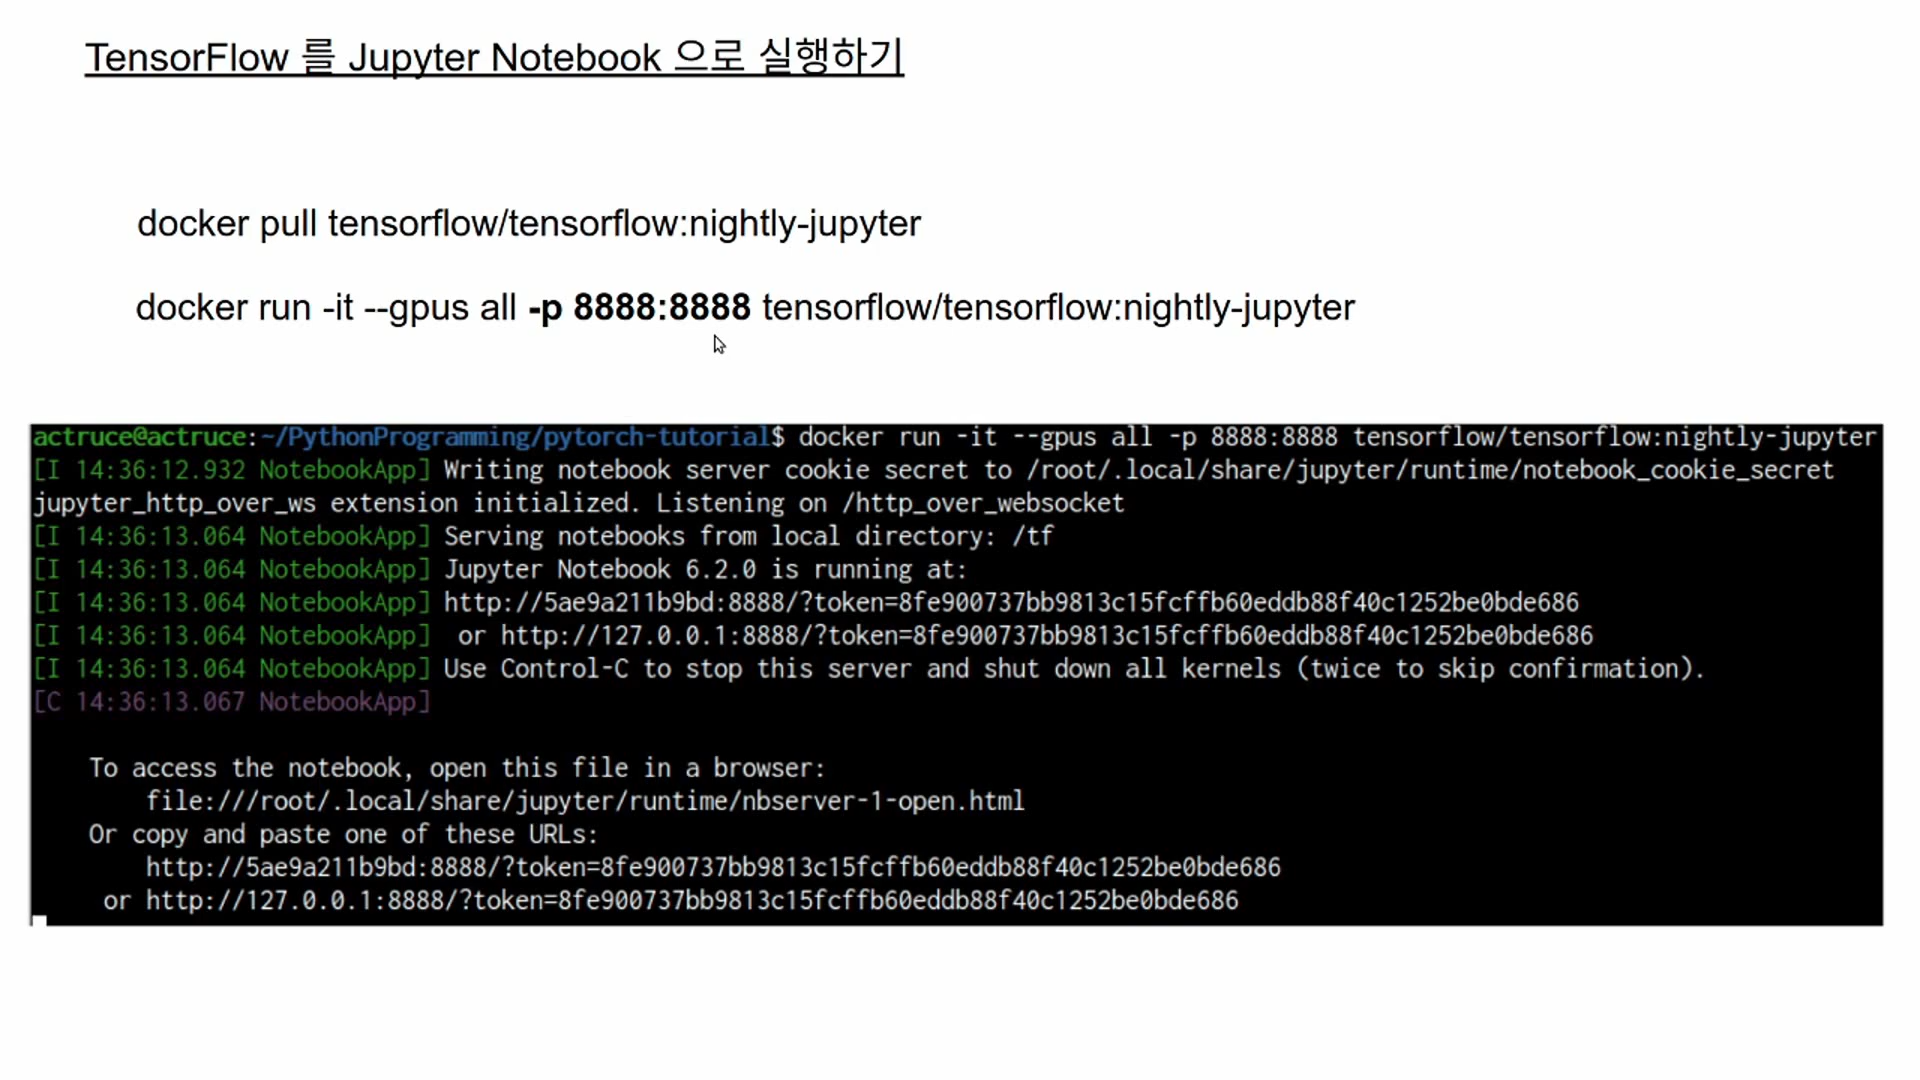 TensorFlow 를 Jupyter Notebook 으로 실행하기
docker pull tensorflow/tensorflow:nightly-jupyter
docker run -it --gpus all -p 8888:8888 tensorflow/tensorflow:nightly-jupyter
actruce@actruce:~/PythonProgramming/pytorch-tutorial$ docker run -it --gpus all -p 8888:8888 tensorflow/tensorflow:nightly-jupyter
[I 14:36:12.932 NotebookApp] Writing notebook server cookie secret to /root/.local/share/jupyter/runtime/notebook_cookie_secret
jupyter_http_over_ws extension initialized. Listening on /http_over_websocket
[I 14:36:13.064 NotebookApp] Serving notebooks from local directory: /tf
[I 14:36:13.064 NotebookApp] Jupyter Notebook 6.2.0 is running at:
[I 14:36:13.064 NotebookApp] http://5ae9a211b9bd:8888/?token=8fe900737bb9813c15fcffb60eddb88f40c1252be0bde686
[I 14:36:13.064 NotebookApp]  or http://127.0.0.1:8888/?token=8fe900737bb9813c15fcffb60eddb88f40c1252be0bde686
[I 14:36:13.064 NotebookApp] Use Control-C to stop this server and shut down all kernels (twice to skip confirmation).
[C 14:36:13.067 NotebookApp]
To access the notebook, open this file in a browser:
file:///root/.local/share/jupyter/runtime/nbserver-1-open.html
Or copy and paste one of these URLs:
http://5ae9a211b9bd:8888/?token=8fe900737bb9813c15fcffb60eddb88f40c1252be0bde686
or http://127.0.0.1:8888/?token=8fe900737bb9813c15fcffb60eddb88f40c1252be0bde686